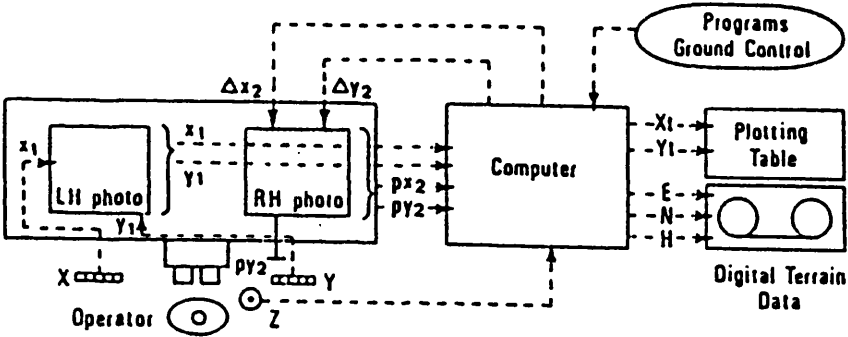 Programs
Ground Control
Δx2
Δy2
x1
x1
y1
LH photo
RH photo
y1
px2
py2
Computer
Xt
Yt
Plotting
Table
E
N
H
X
py2
Y
Z
Operator
Digital Terrain
Data